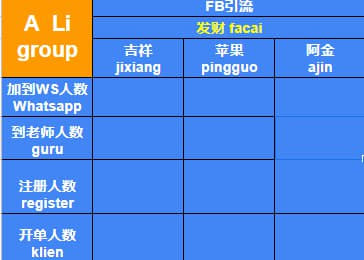 A Li
group
FB引流
发财 facai
吉祥
jixiang
苹果
pingguo
阿金
ajin
加到WS人数
Whatsapp
到老师人数
guru
注册人数
register
开单人数
klien